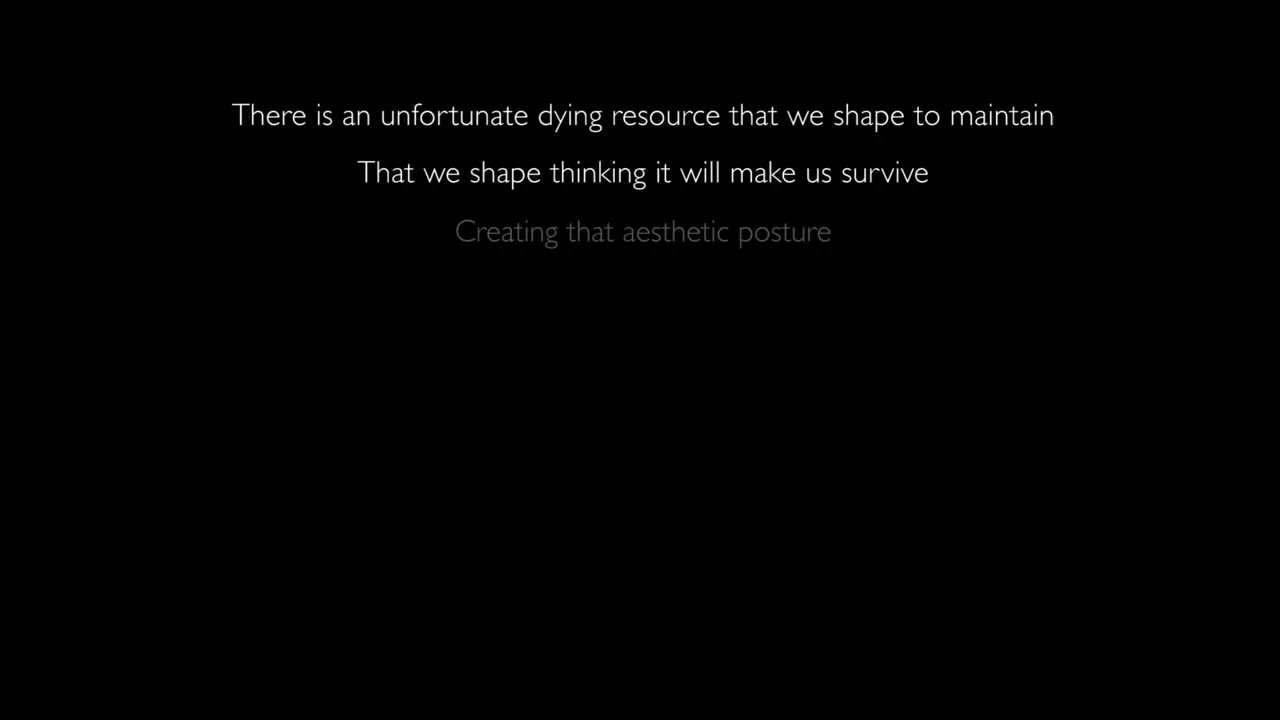 There is an unfortunate dying resource that we shape to maintain
That we shape thinking it will make us survive
Creating that aesthetic posture